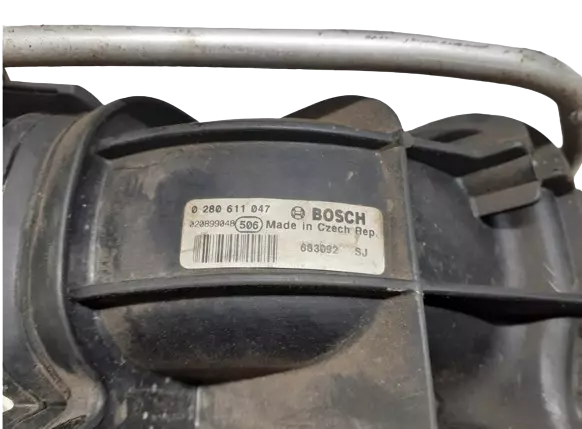 0 280 611 047 BOSCH
020899048 506 Made in Czech Rep.
683092 SJ